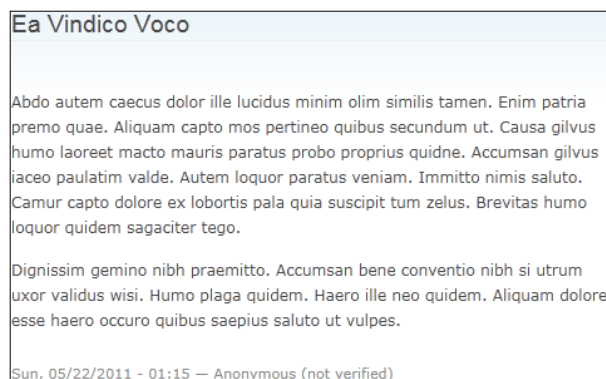 Ea Vindico Voco
Abdo autem caecus dolor ille lucidus minim olim similis tamen. Enim patria
premo quae. Aliquam capto mos pertineo quibus secundum ut. Causa gilvus
humo laoreet macto mauris paratus probo proprius quidne. Accumsan gilvus
iaceo paulatim valde. Autem loquor paratus veniam. Immitto nimis saluto.
Camur capto dolore ex lobortis pala quia suscipit tum zelus. Brevitas humo
loquor quidem sagaciter tego.
Dignissim gemino nibh praemitto. Accumsan bene conventio nibh si utrum
uxor validus wisi. Humo plaga quidem. Haero ille neo quidem. Aliquam dolore
esse haero occuro quibus saepius saluto ut vulpes.
Sun, 05/22/2011 - 01:15 — Anonymous (not verified)